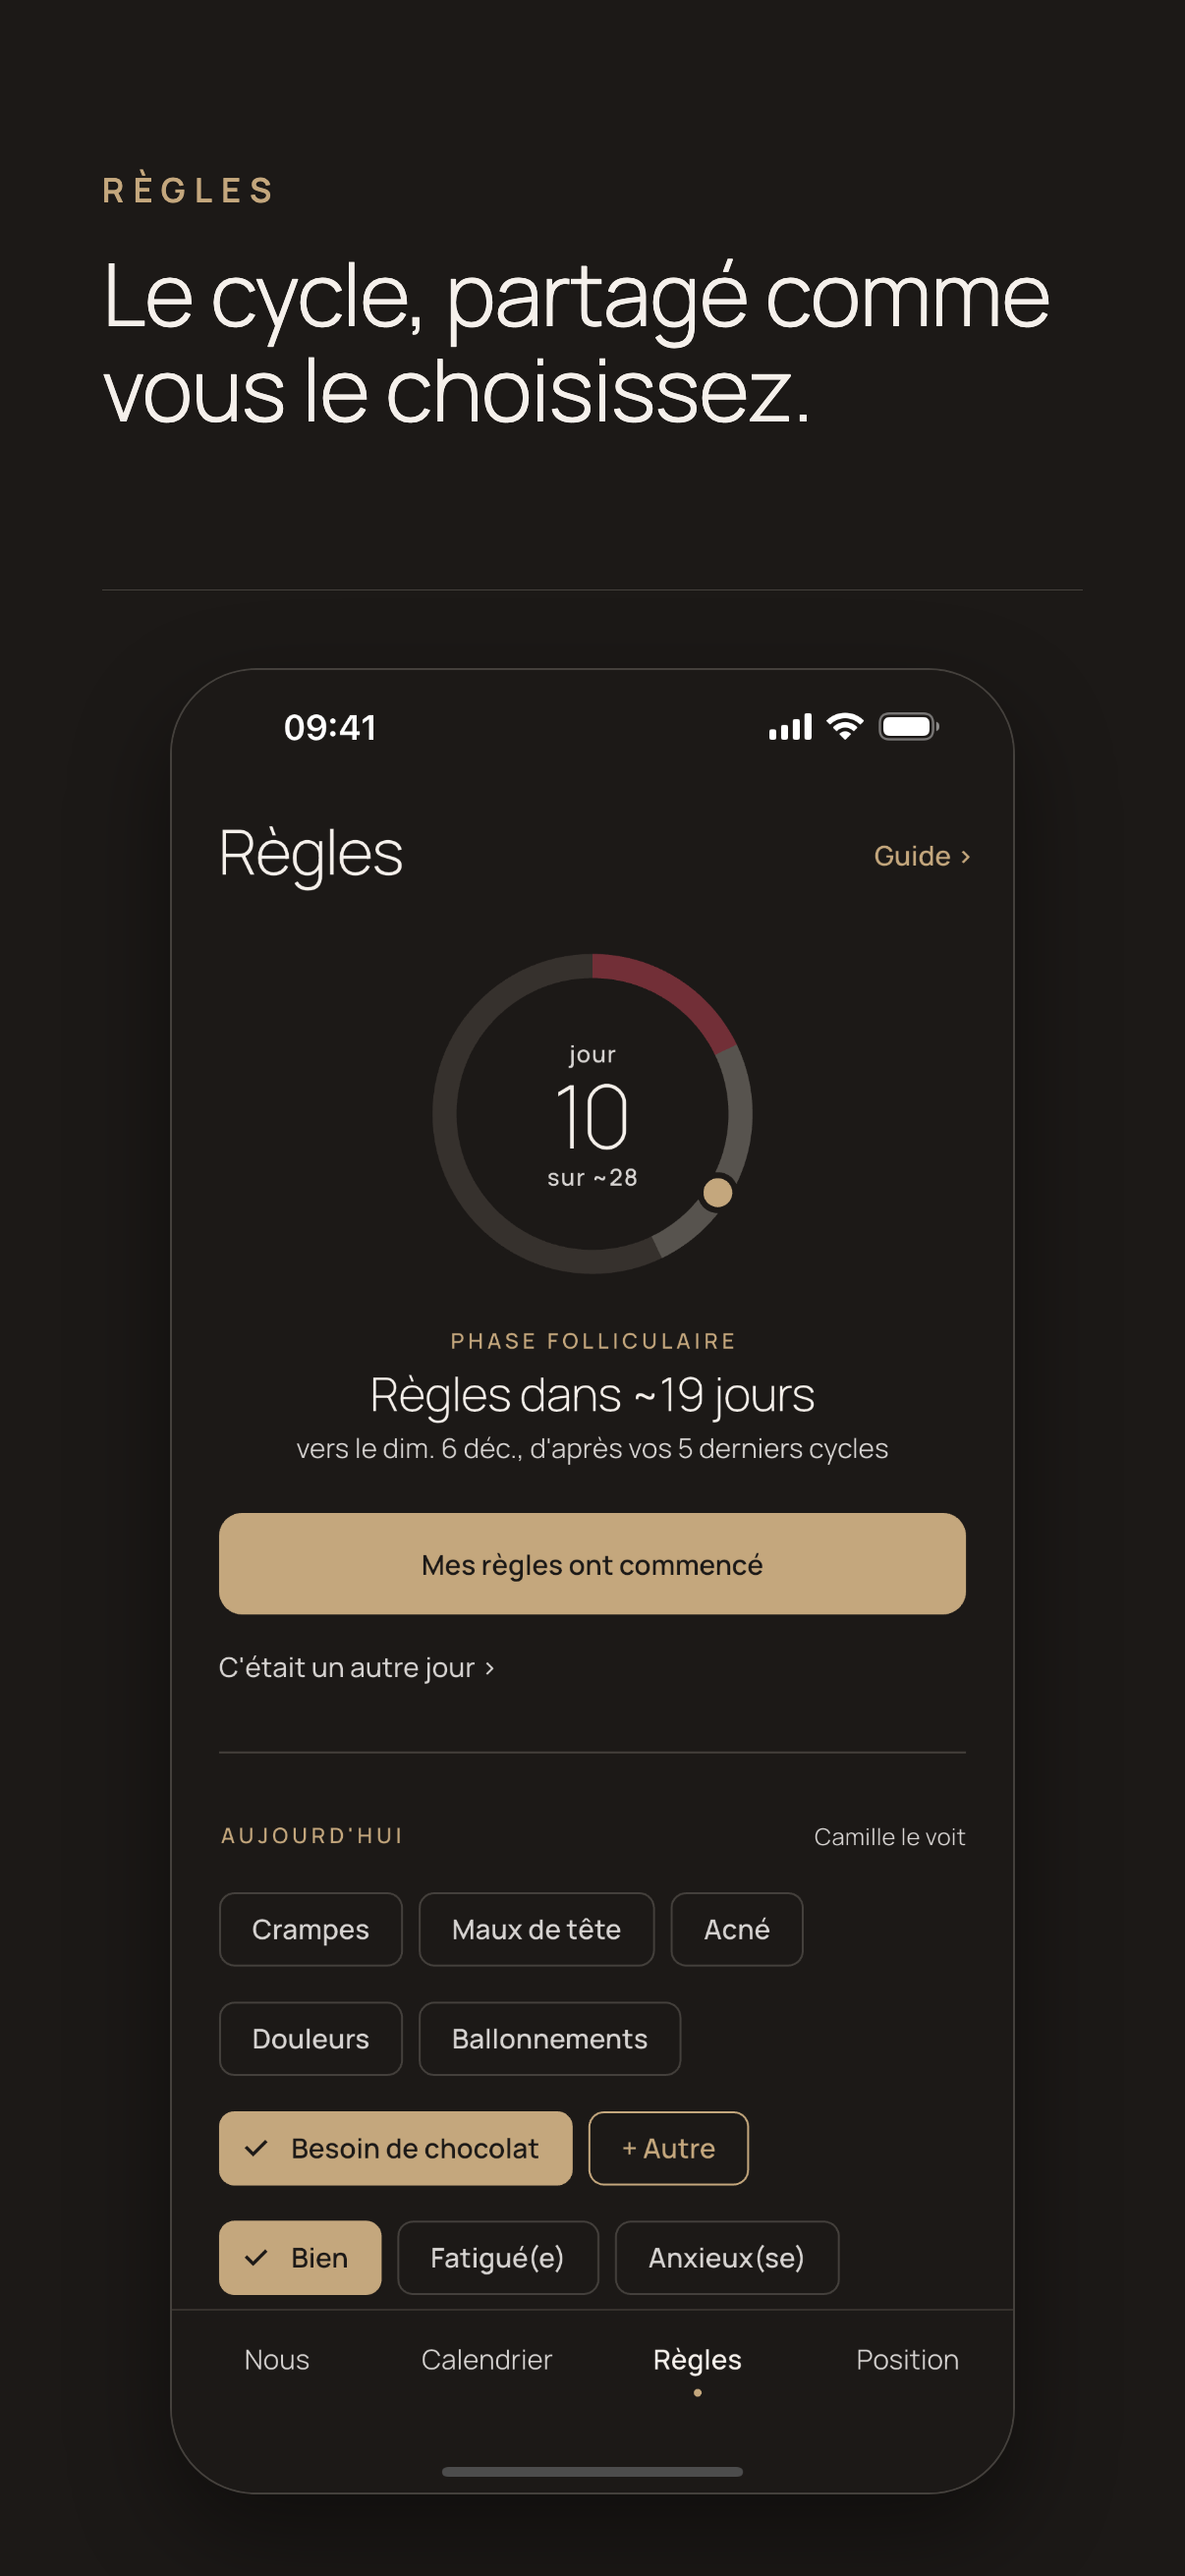 RÈGLES
Le cycle, partagé comme
vous le choisissez.
09:41
Règles
Guide ›
jour
10
sur ~28
PHASE FOLLICULAIRE
Règles dans ~19 jours
vers le dim. 6 déc., d'après vos 5 derniers cycles
Mes règles ont commencé
C'était un autre jour ›
AUJOURD'HUI
Camille le voit
Crampes
Maux de tête
Acné
Douleurs
Ballonnements
✓ Besoin de chocolat
+ Autre
✓ Bien
Fatigué(e)
Anxieux(se)
Nous
Calendrier
Règles
Position